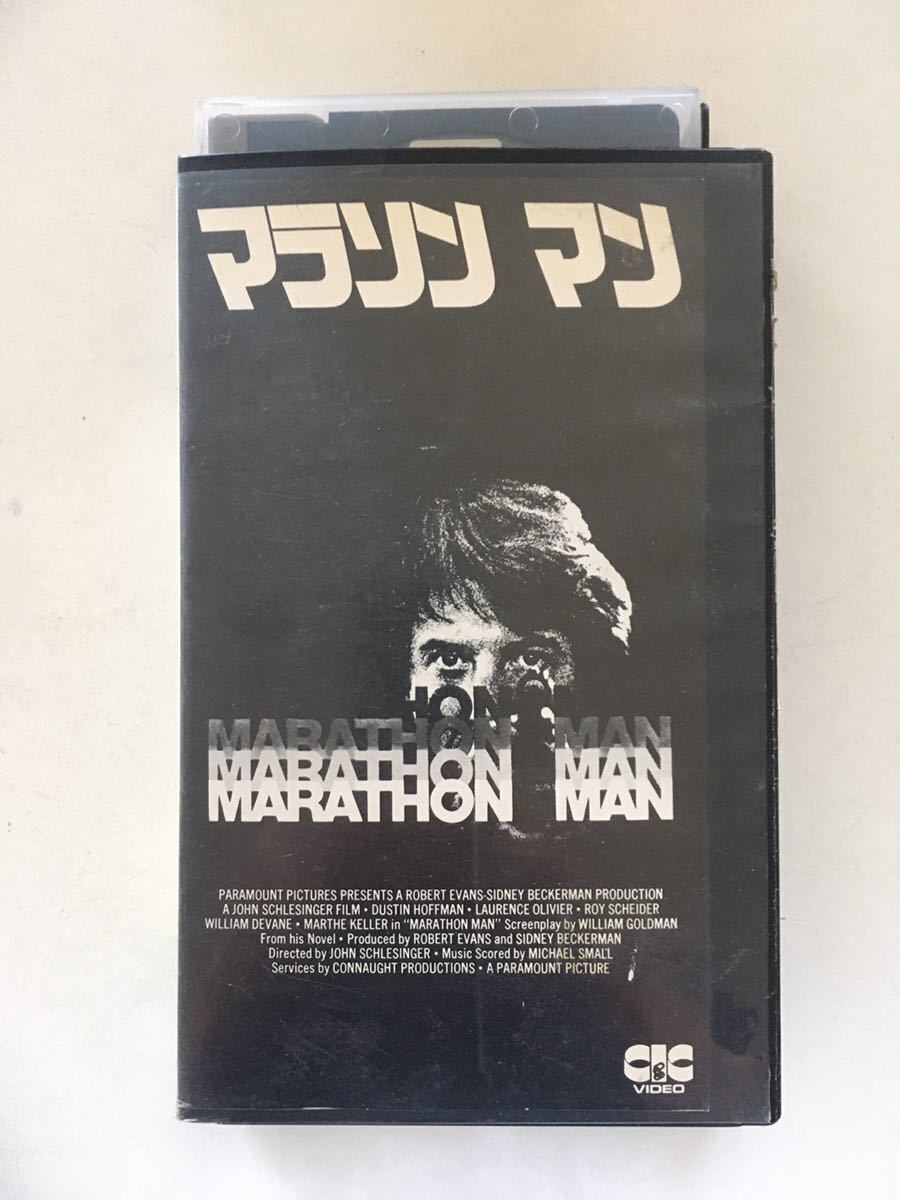 マラソン マン
HON
MARATHON MAN
MARATHON MAN
MARATHON MAN
PARAMOUNT PICTURES PRESENTS A ROBERT EVANS-SIDNEY BECKERMAN PRODUCTION
A JOHN SCHLESINGER FILM • DUSTIN HOFFMAN • LAURENCE OLIVIER • ROY SCHEIDER
WILLIAM DEVANE • MARTHE KELLER in "MARATHON MAN" Screenplay by WILLIAM GOLDMAN
From his Novel • Produced by ROBERT EVANS and SIDNEY BECKERMAN
Directed by JOHN SCHLESINGER • Music Scored by MICHAEL SMALL
Services by CONNAUGHT PRODUCTIONS • A PARAMOUNT PICTURE
CIC
VIDEO